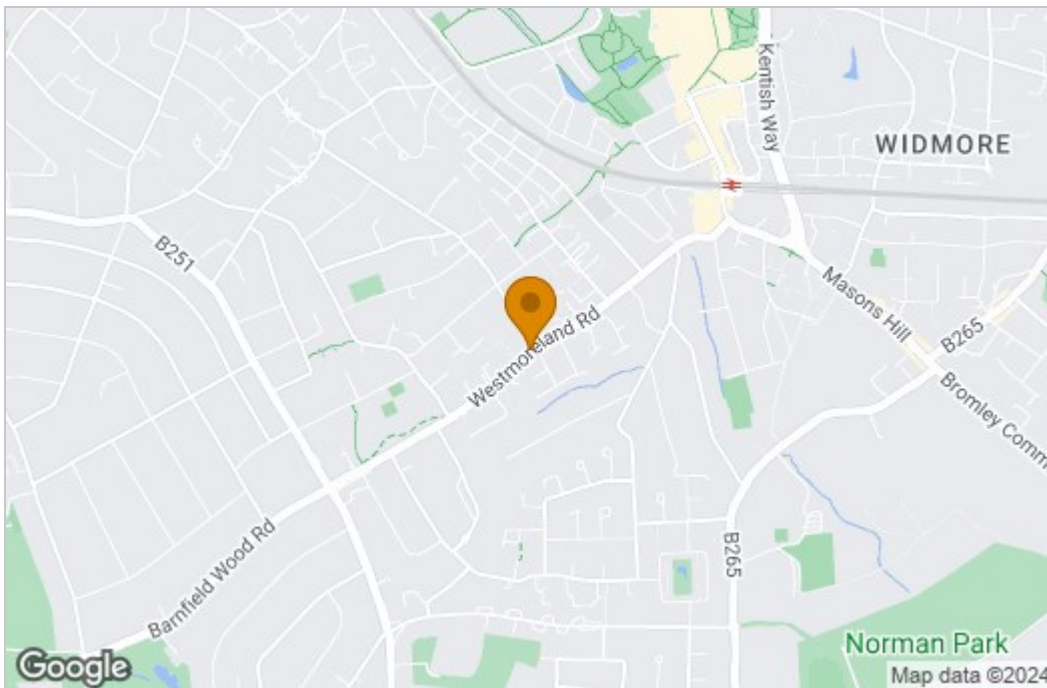 Kentish Way
WIDMORE
B251
Masons Hill
B265
Westmoreland Rd
Bromley Comm
B265
Barnfield Wood Rd
Norman Park
Google
Map data ©2024